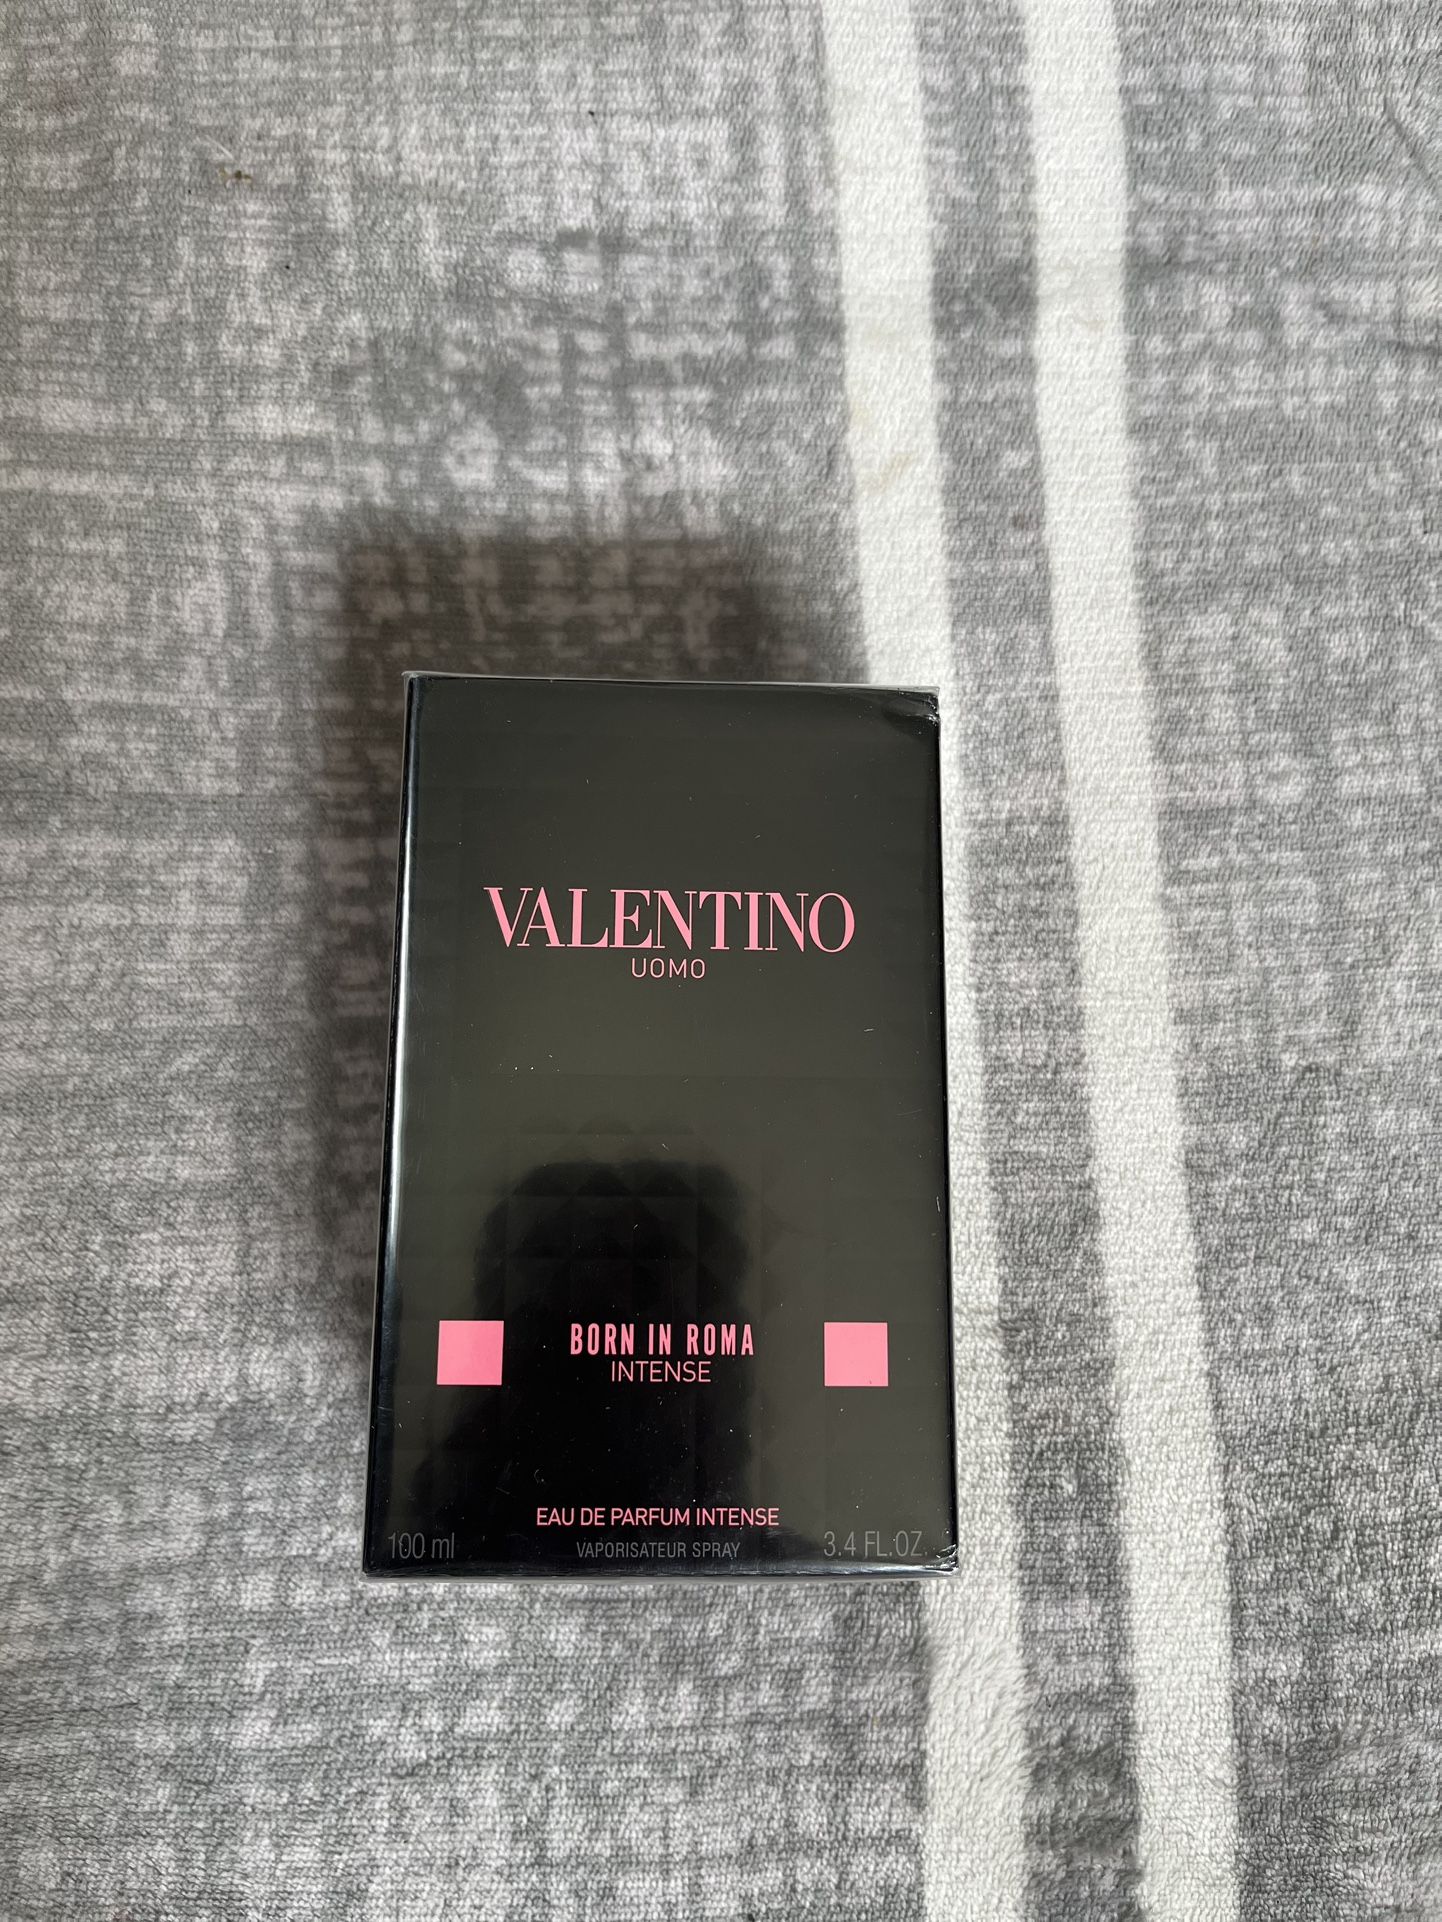 VALENTINO
UOMO
BORN IN ROMA
INTENSE
EAU DE PARFUM INTENSE
100 ml VAPORISATEUR SPRAY 3.4 FL.OZ.